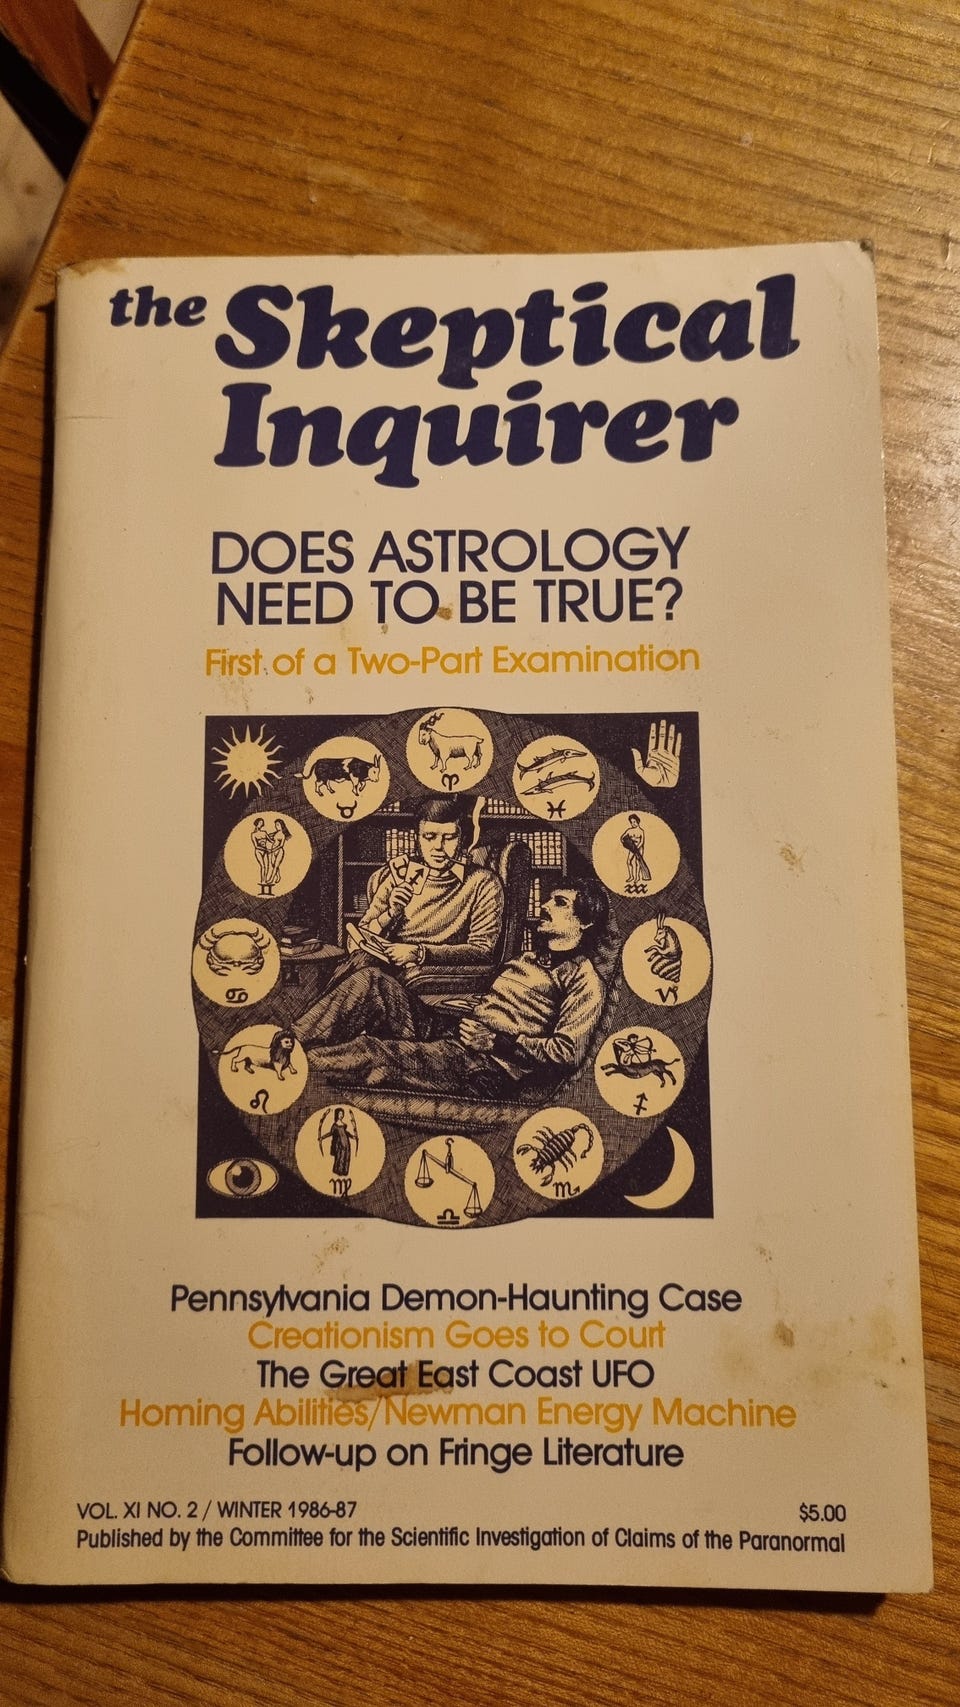 the Skeptical
Inquirer
DOES ASTROLOGY
NEED TO BE TRUE?
First of a Two-Part Examination
Pennsylvania Demon-Haunting Case
Creationism Goes to Court
The Great East Coast UFO
Homing Abilities/Newman Energy Machine
Follow-up on Fringe Literature
VOL. XI NO. 2 / WINTER 1986-87 $5.00
Published by the Committee for the Scientific Investigation of Claims of the Paranormal